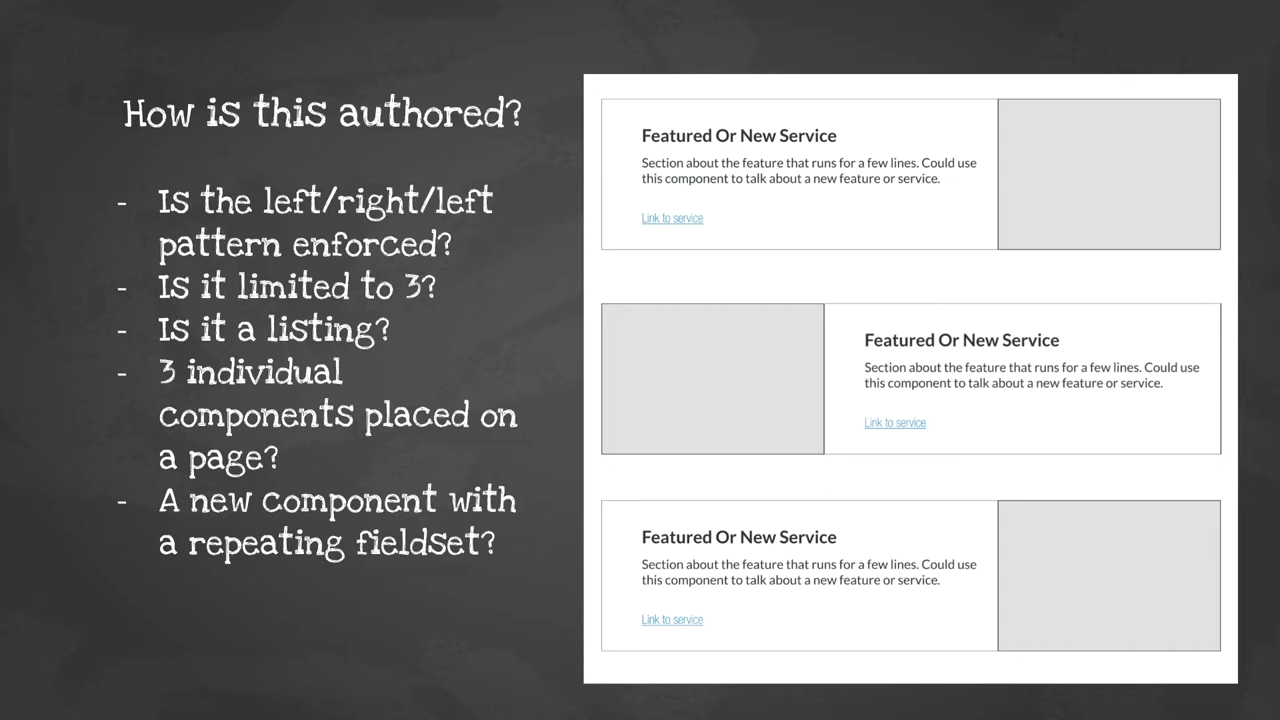 How is this authored?
- Is the left/right/left
pattern enforced?
- Is it limited to 3?
- Is it a listing?
- 3 individual
components placed on
a page?
- A new component with
a repeating fieldset?
Featured Or New Service
Section about the feature that runs for a few lines. Could use
this component to talk about a new feature or service.
Link to service
Featured Or New Service
Section about the feature that runs for a few lines. Could use
this component to talk about a new feature or service.
Link to service
Featured Or New Service
Section about the feature that runs for a few lines. Could use
this component to talk about a new feature or service.
Link to service